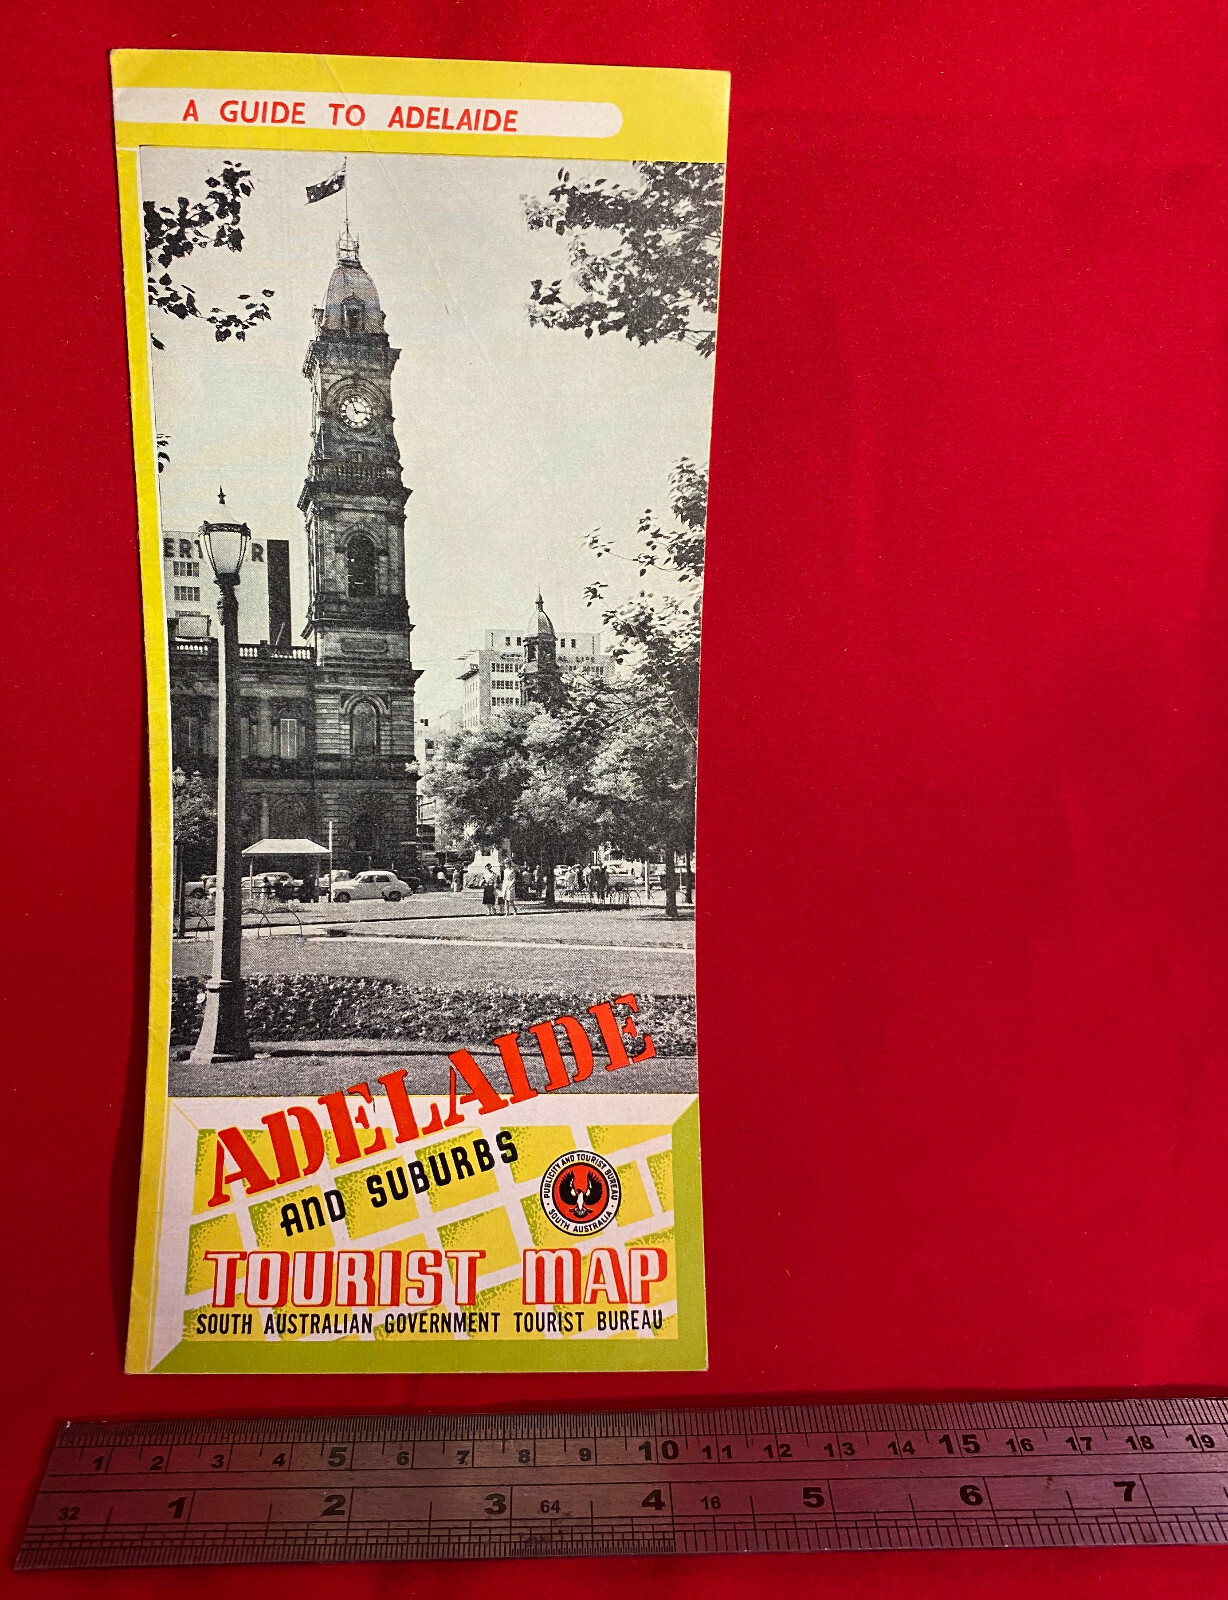 A GUIDE TO ADELAIDE
ADELAIDE
AND SUBURBS
PUBLICITY AND TOURIST BUREAU
SOUTH AUSTRALIA
TOURIST MAP
SOUTH AUSTRALIAN GOVERNMENT TOURIST BUREAU
1 2 3 4 5 6 7 8 9 10 11 12 13 14 15 16 17 18 19
32 1 2 3 64 4 16 5 6 7